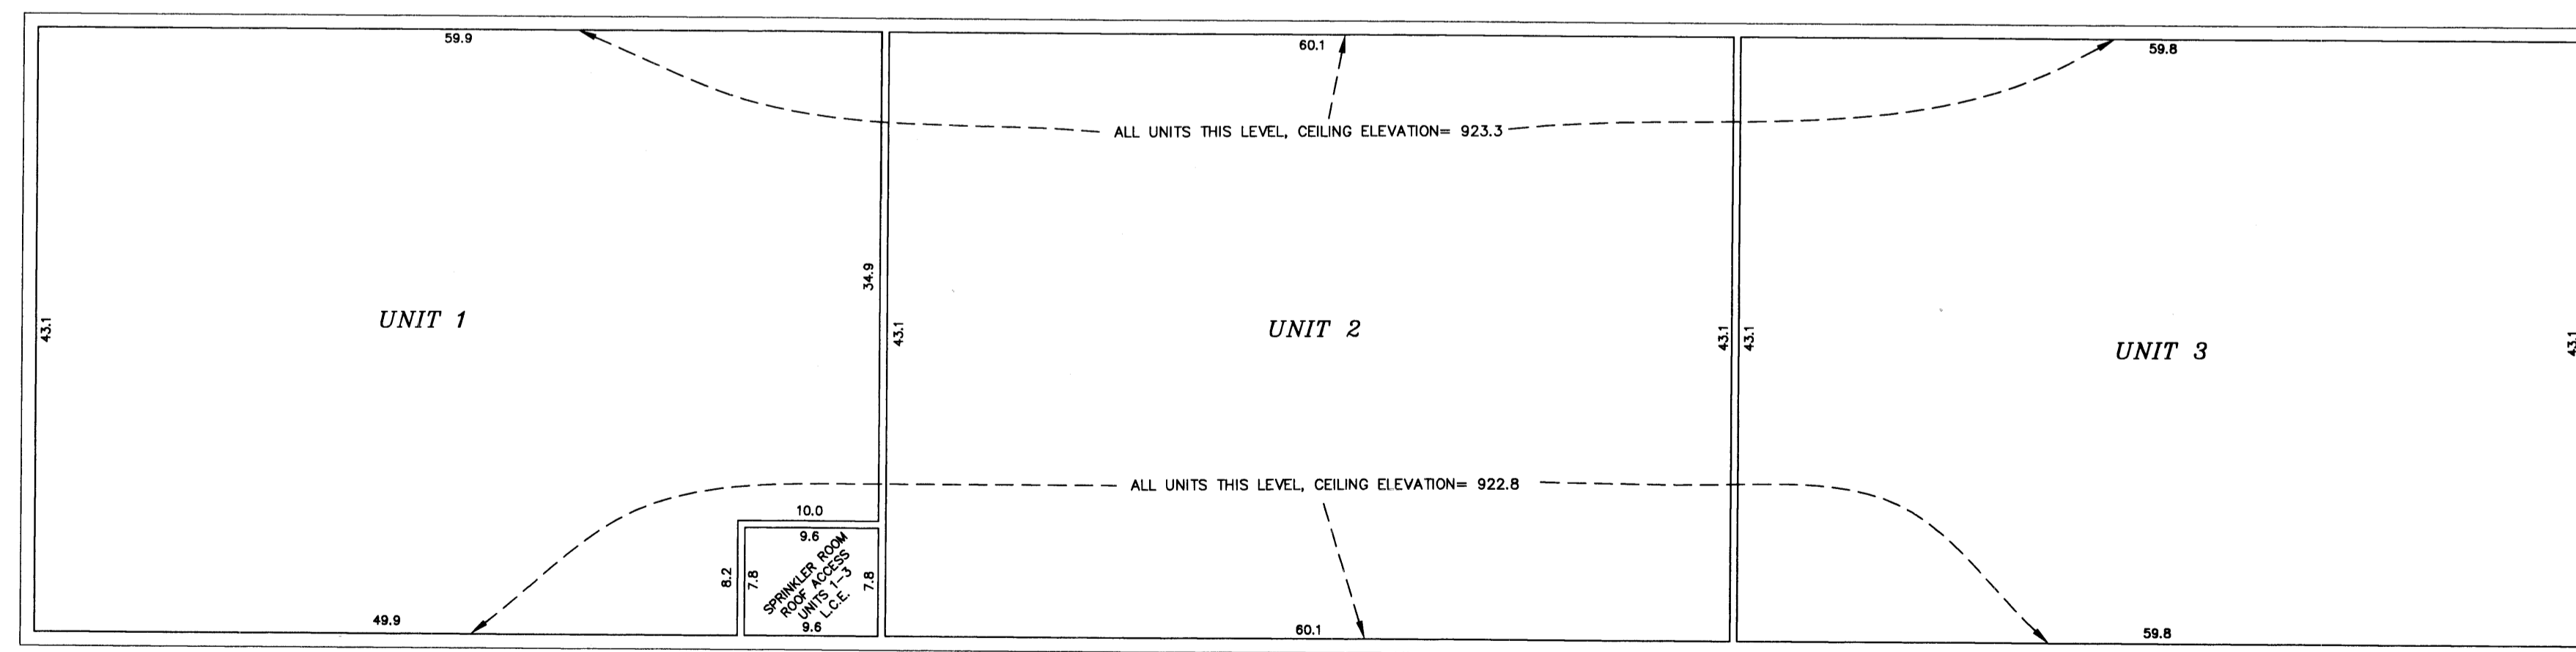 59.9
60.1
59.8
ALL UNITS THIS LEVEL, CEILING ELEVATION= 923.3
34.9
43.1
UNIT 1
43.1
UNIT 2
43.1
43.1
UNIT 3
43.1
ALL UNITS THIS LEVEL, CEILING ELEVATION= 922.8
10.0
9.6
8.2
7.8
SPRINKLER ROOM
ROOF ACCESS
UNITS 1-3
L.C.E.
7.8
9.6
49.9
60.1
59.8